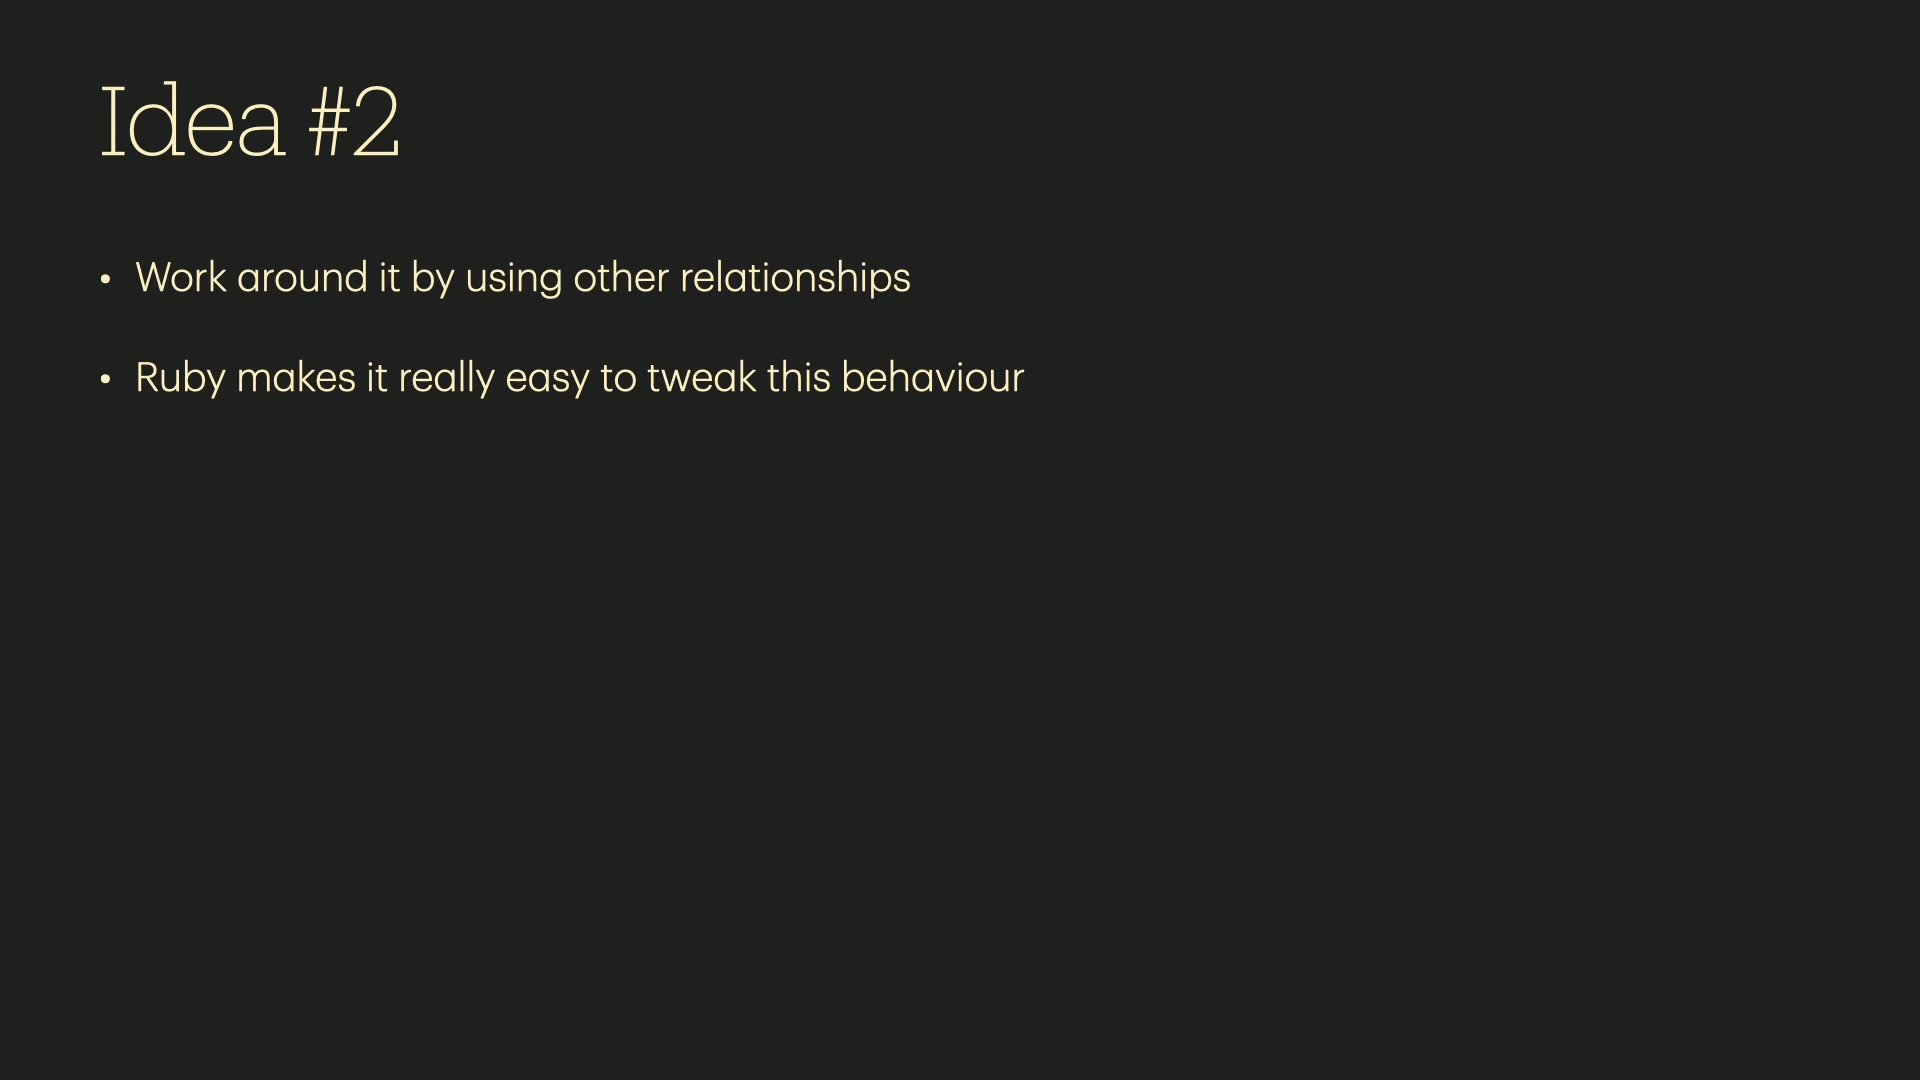 Idea #2
• Work around it by using other relationships
• Ruby makes it really easy to tweak this behaviour